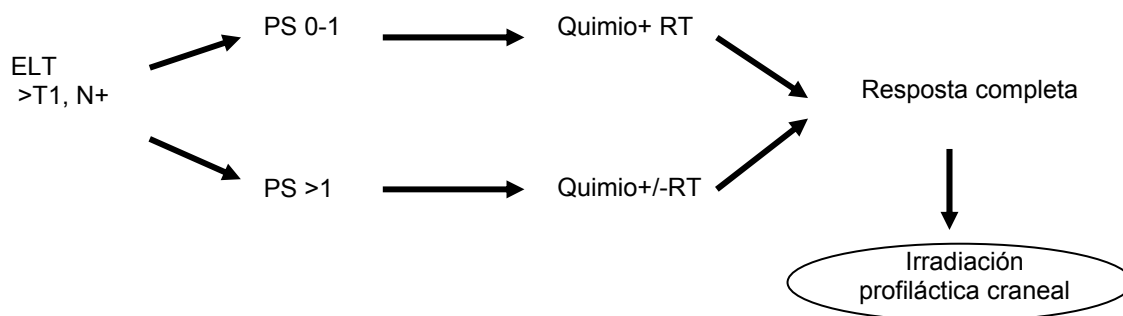 PS 0-1
Quimio+ RT
ELT
>T1, N+
Resposta completa
PS >1
Quimio+/-RT
Irradiación
profiláctica craneal